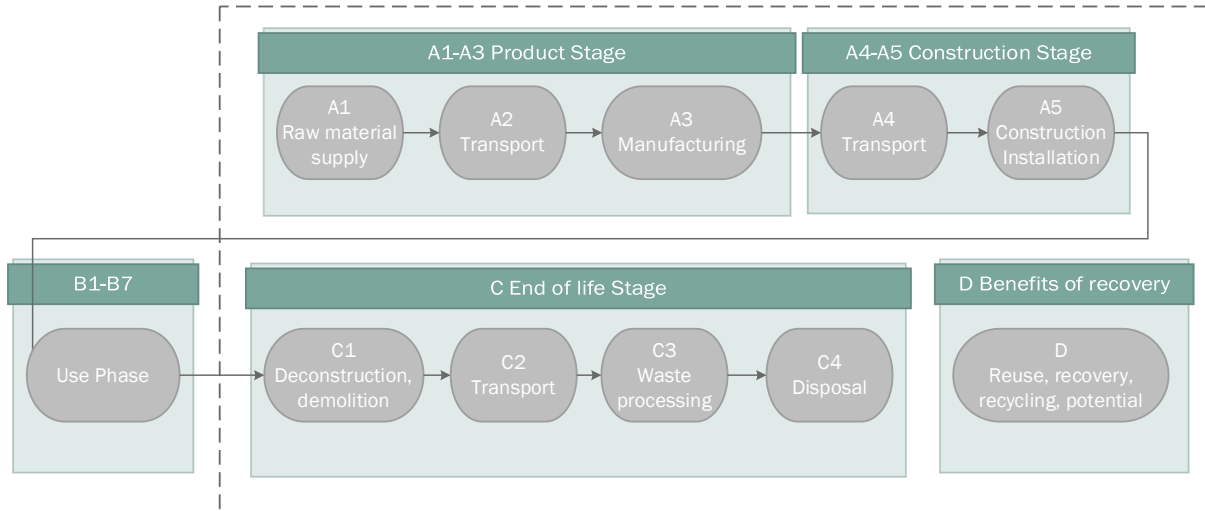 A1-A3 Product Stage
A4-A5 Construction Stage
A1
Raw material
supply
A2
Transport
A3
Manufacturing
A4
Transport
A5
Construction
Installation
B1-B7
C End of life Stage
D Benefits of recovery
Use Phase
C1
Deconstruction,
demolition
C2
Transport
C3
Waste
processing
C4
Disposal
D
Reuse, recovery,
recycling, potential